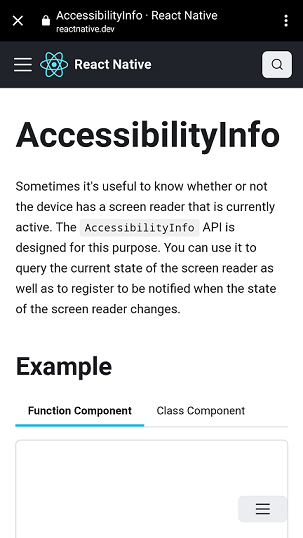 AccessibilityInfo · React Native
reactnative.dev
React Native
AccessibilityInfo
Sometimes it's useful to know whether or not
the device has a screen reader that is currently
active. The AccessibilityInfo API is
designed for this purpose. You can use it to
query the current state of the screen reader as
well as to register to be notified when the state
of the screen reader changes.
Example
Function Component Class Component